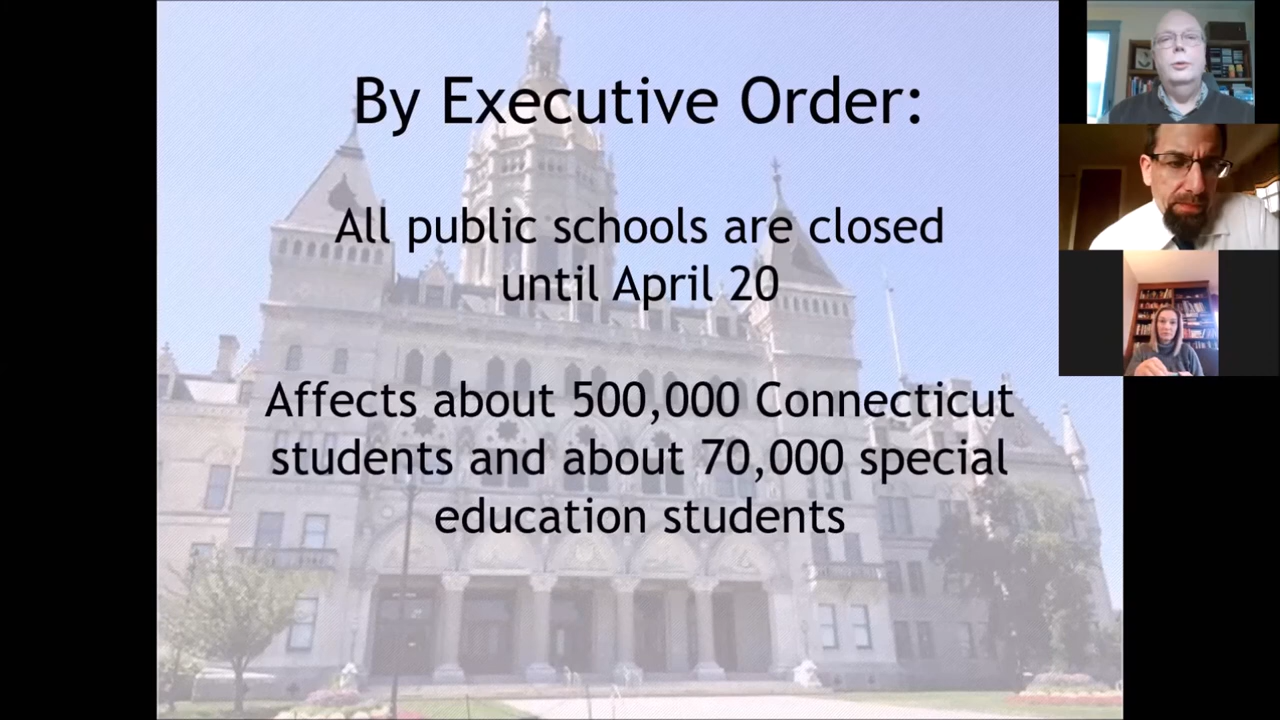 By Executive Order:
All public schools are closed
until April 20
Affects about 500,000 Connecticut
students and about 70,000 special
education students